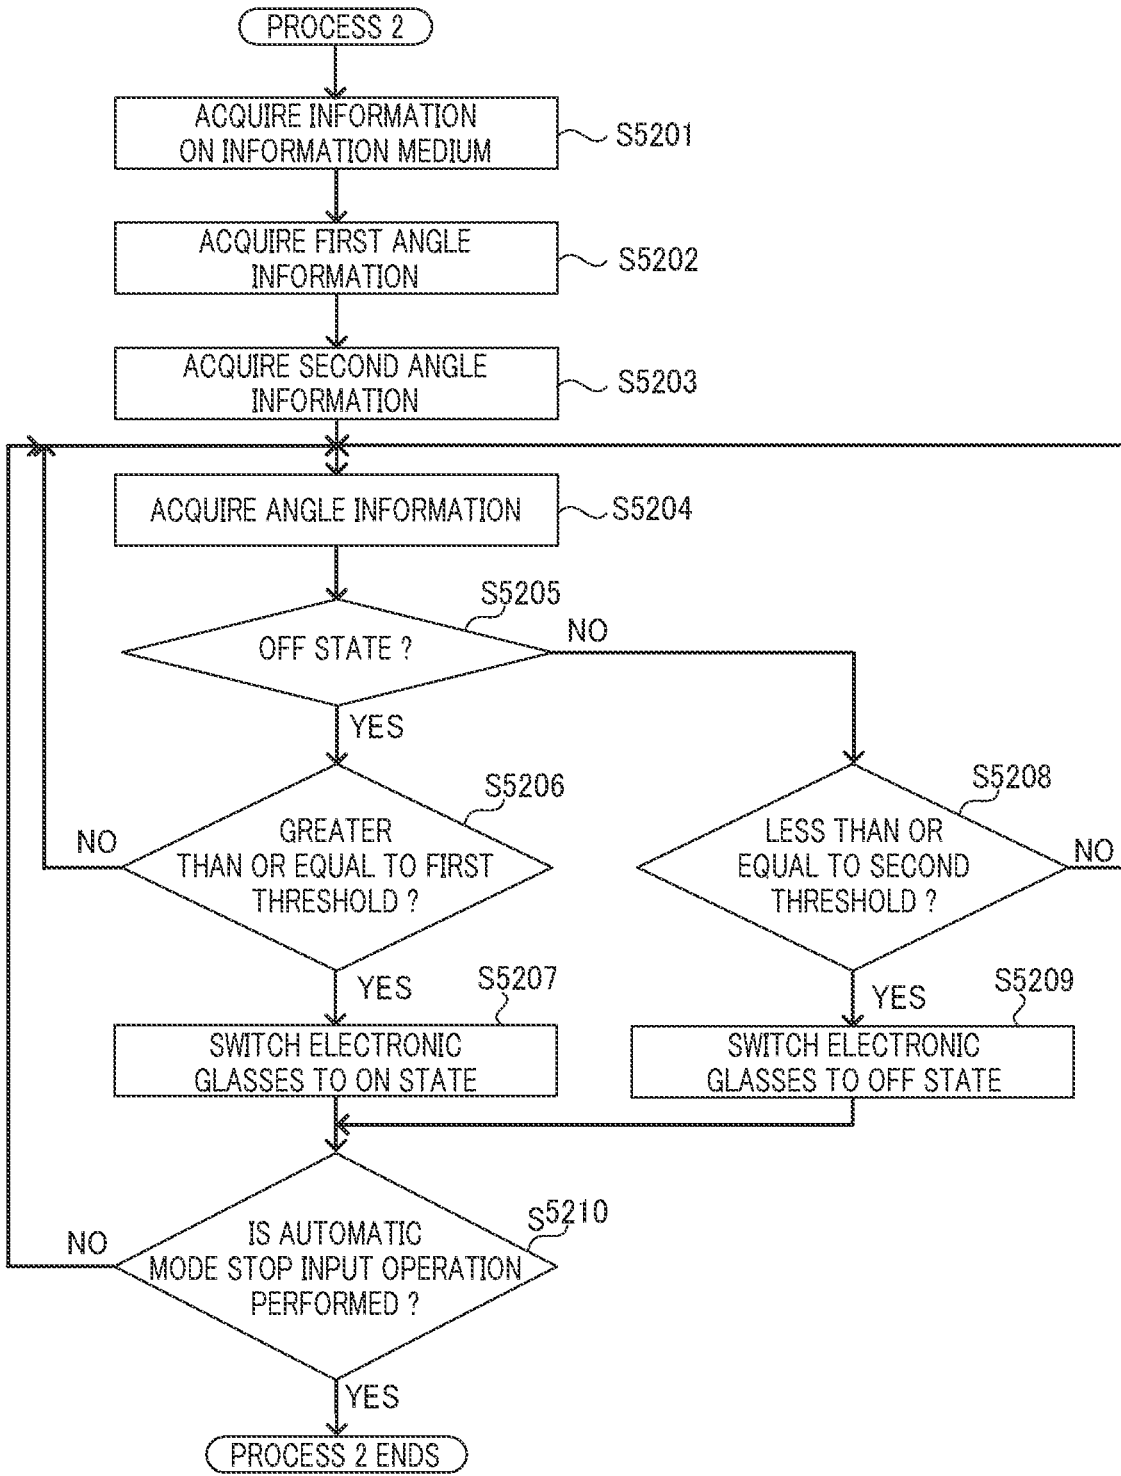 PROCESS 2
ACQUIRE INFORMATION
ON INFORMATION MEDIUM
S5201
ACQUIRE FIRST ANGLE
INFORMATION
S5202
ACQUIRE SECOND ANGLE
INFORMATION
S5203
ACQUIRE ANGLE INFORMATION
S5204
S5205
OFF STATE ?
NO
YES
S5206
GREATER
THAN OR EQUAL TO FIRST
THRESHOLD ?
NO
S5208
LESS THAN OR
EQUAL TO SECOND
THRESHOLD ?
NO
YES
S5207
SWITCH ELECTRONIC
GLASSES TO ON STATE
YES
S5209
SWITCH ELECTRONIC
GLASSES TO OFF STATE
S5210
IS AUTOMATIC
MODE STOP INPUT OPERATION
PERFORMED ?
NO
YES
PROCESS 2 ENDS